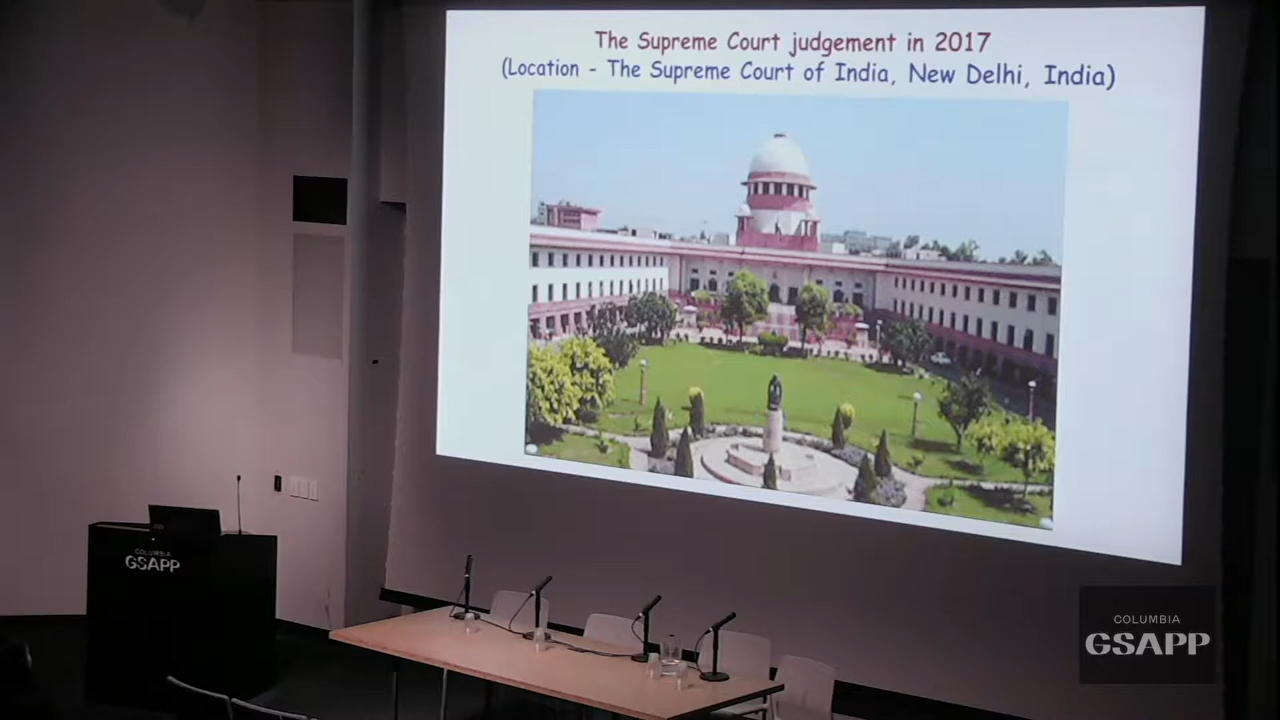 The Supreme Court judgement in 2017
(Location - The Supreme Court of India, New Delhi, India)
COLUMBIA
GSAPP
COLUMBIA
GSAPP